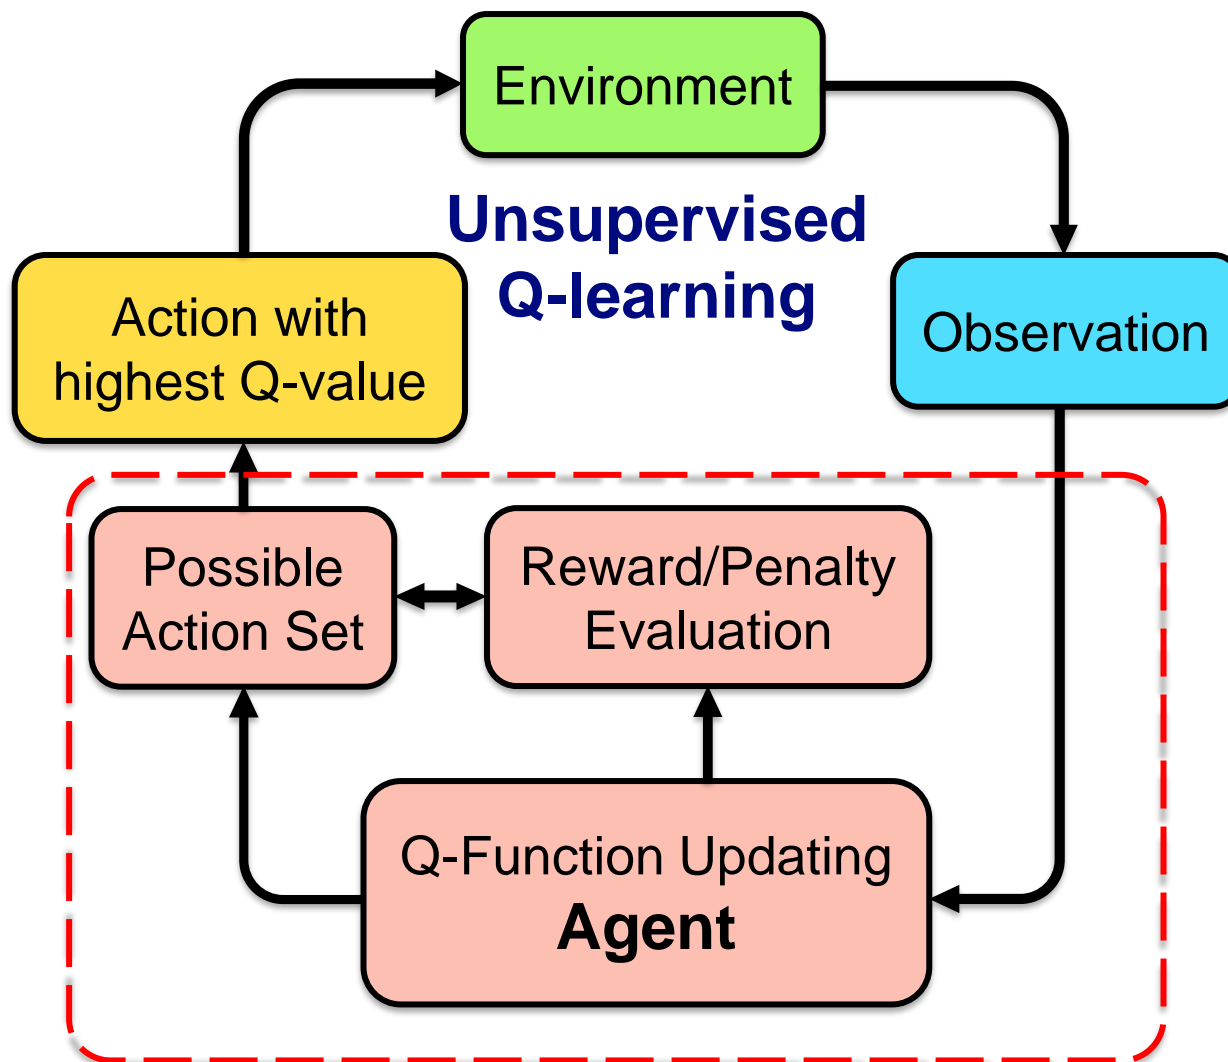 Environment
Unsupervised
Q-learning
Action with
highest Q-value
Observation
Possible
Action Set
Reward/Penalty
Evaluation
Q-Function Updating
Agent